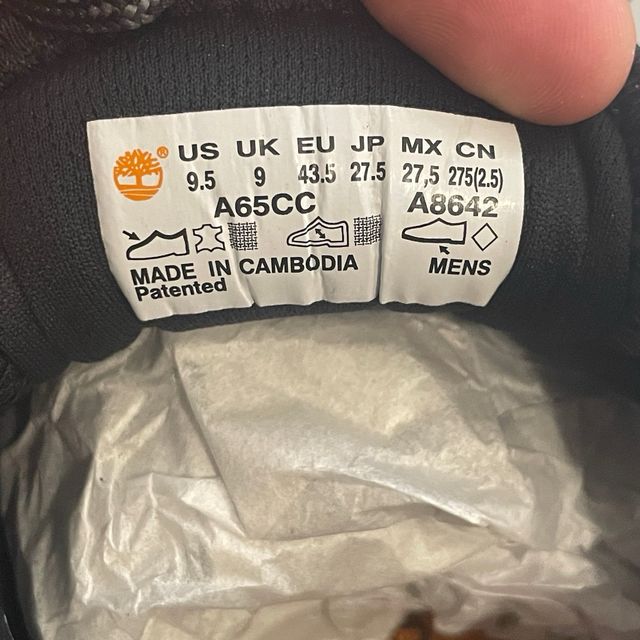 ® US UK EU JP MX CN
9.5 9 43.5 27.5 27,5 275(2.5)
A65CC A8642
MADE IN CAMBODIA MENS
Patented